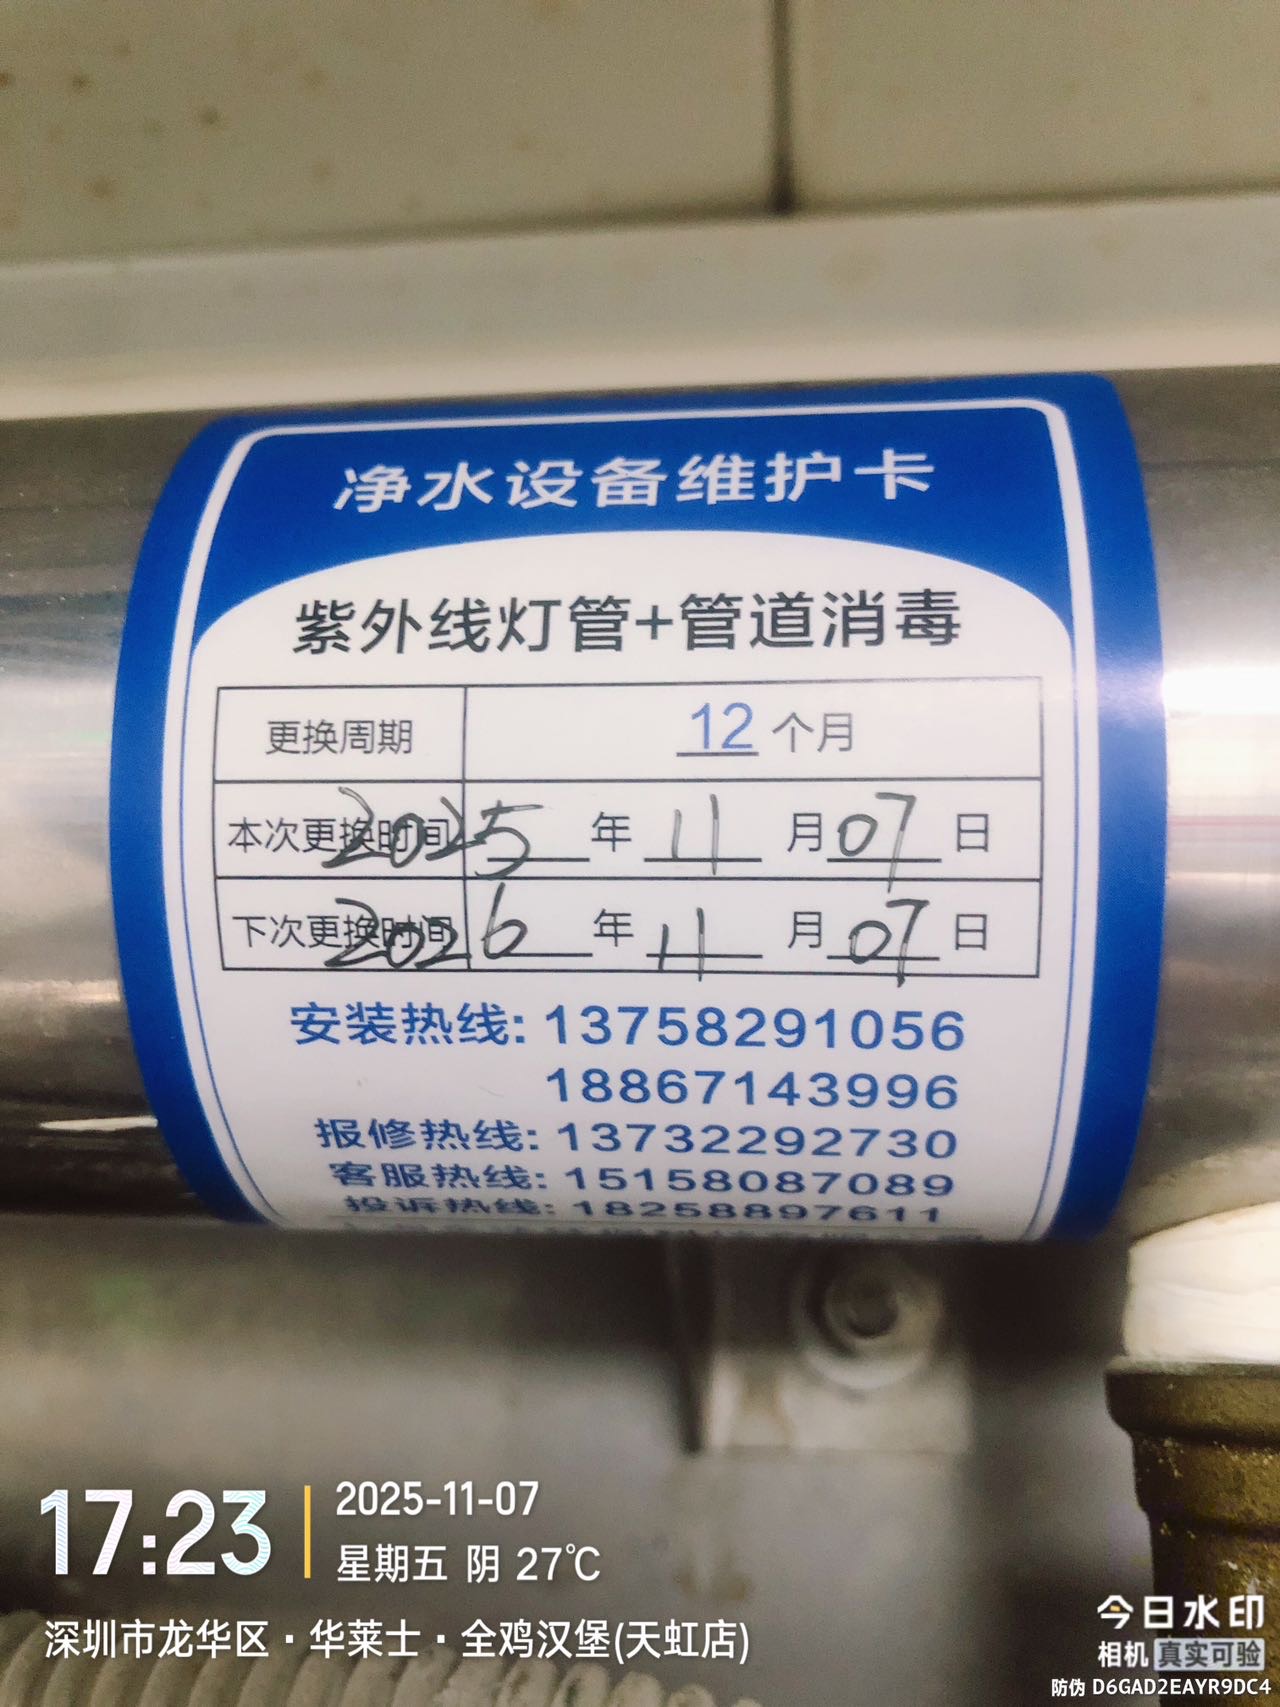 净水设备维护卡
紫外线灯管+管道消毒
更换周期 12 个月
本次更换时间 2025 年 11 月 07 日
下次更换时间 2026 年 11 月 07 日
安装热线: 13758291056
18867143996
报修热线: 13732292730
客服热线: 15158087089
投诉热线: 18258897611
17:23
2025-11-07
星期五 阴 27℃
深圳市龙华区·华莱士·全鸡汉堡(天虹店)
今日水印
相机 真实可验
防伪 D6GAD2EAYR9DC4